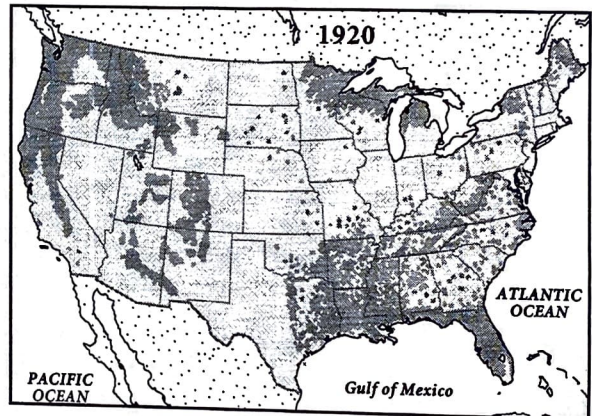 1920
ATLANTIC
OCEAN
PACIFIC
OCEAN
Gulf of Mexico